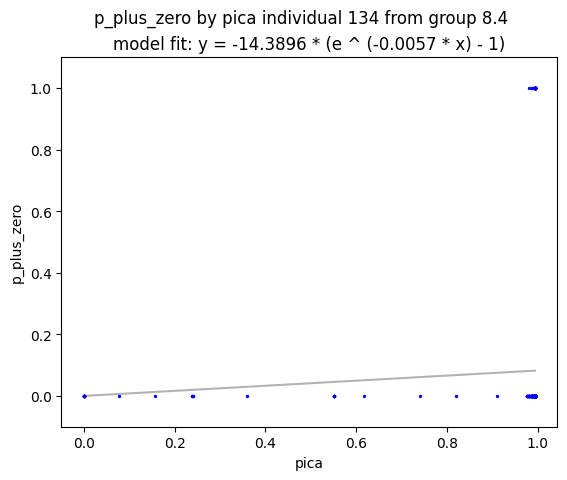 p_plus_zero by pica individual 134 from group 8.4
model fit: y = -14.3896 * (e ^ (-0.0057 * x) - 1)
1.0
0.8
0.6
0.4
0.2
0.0
p_plus_zero
0.0 0.2 0.4 0.6 0.8 1.0
pica